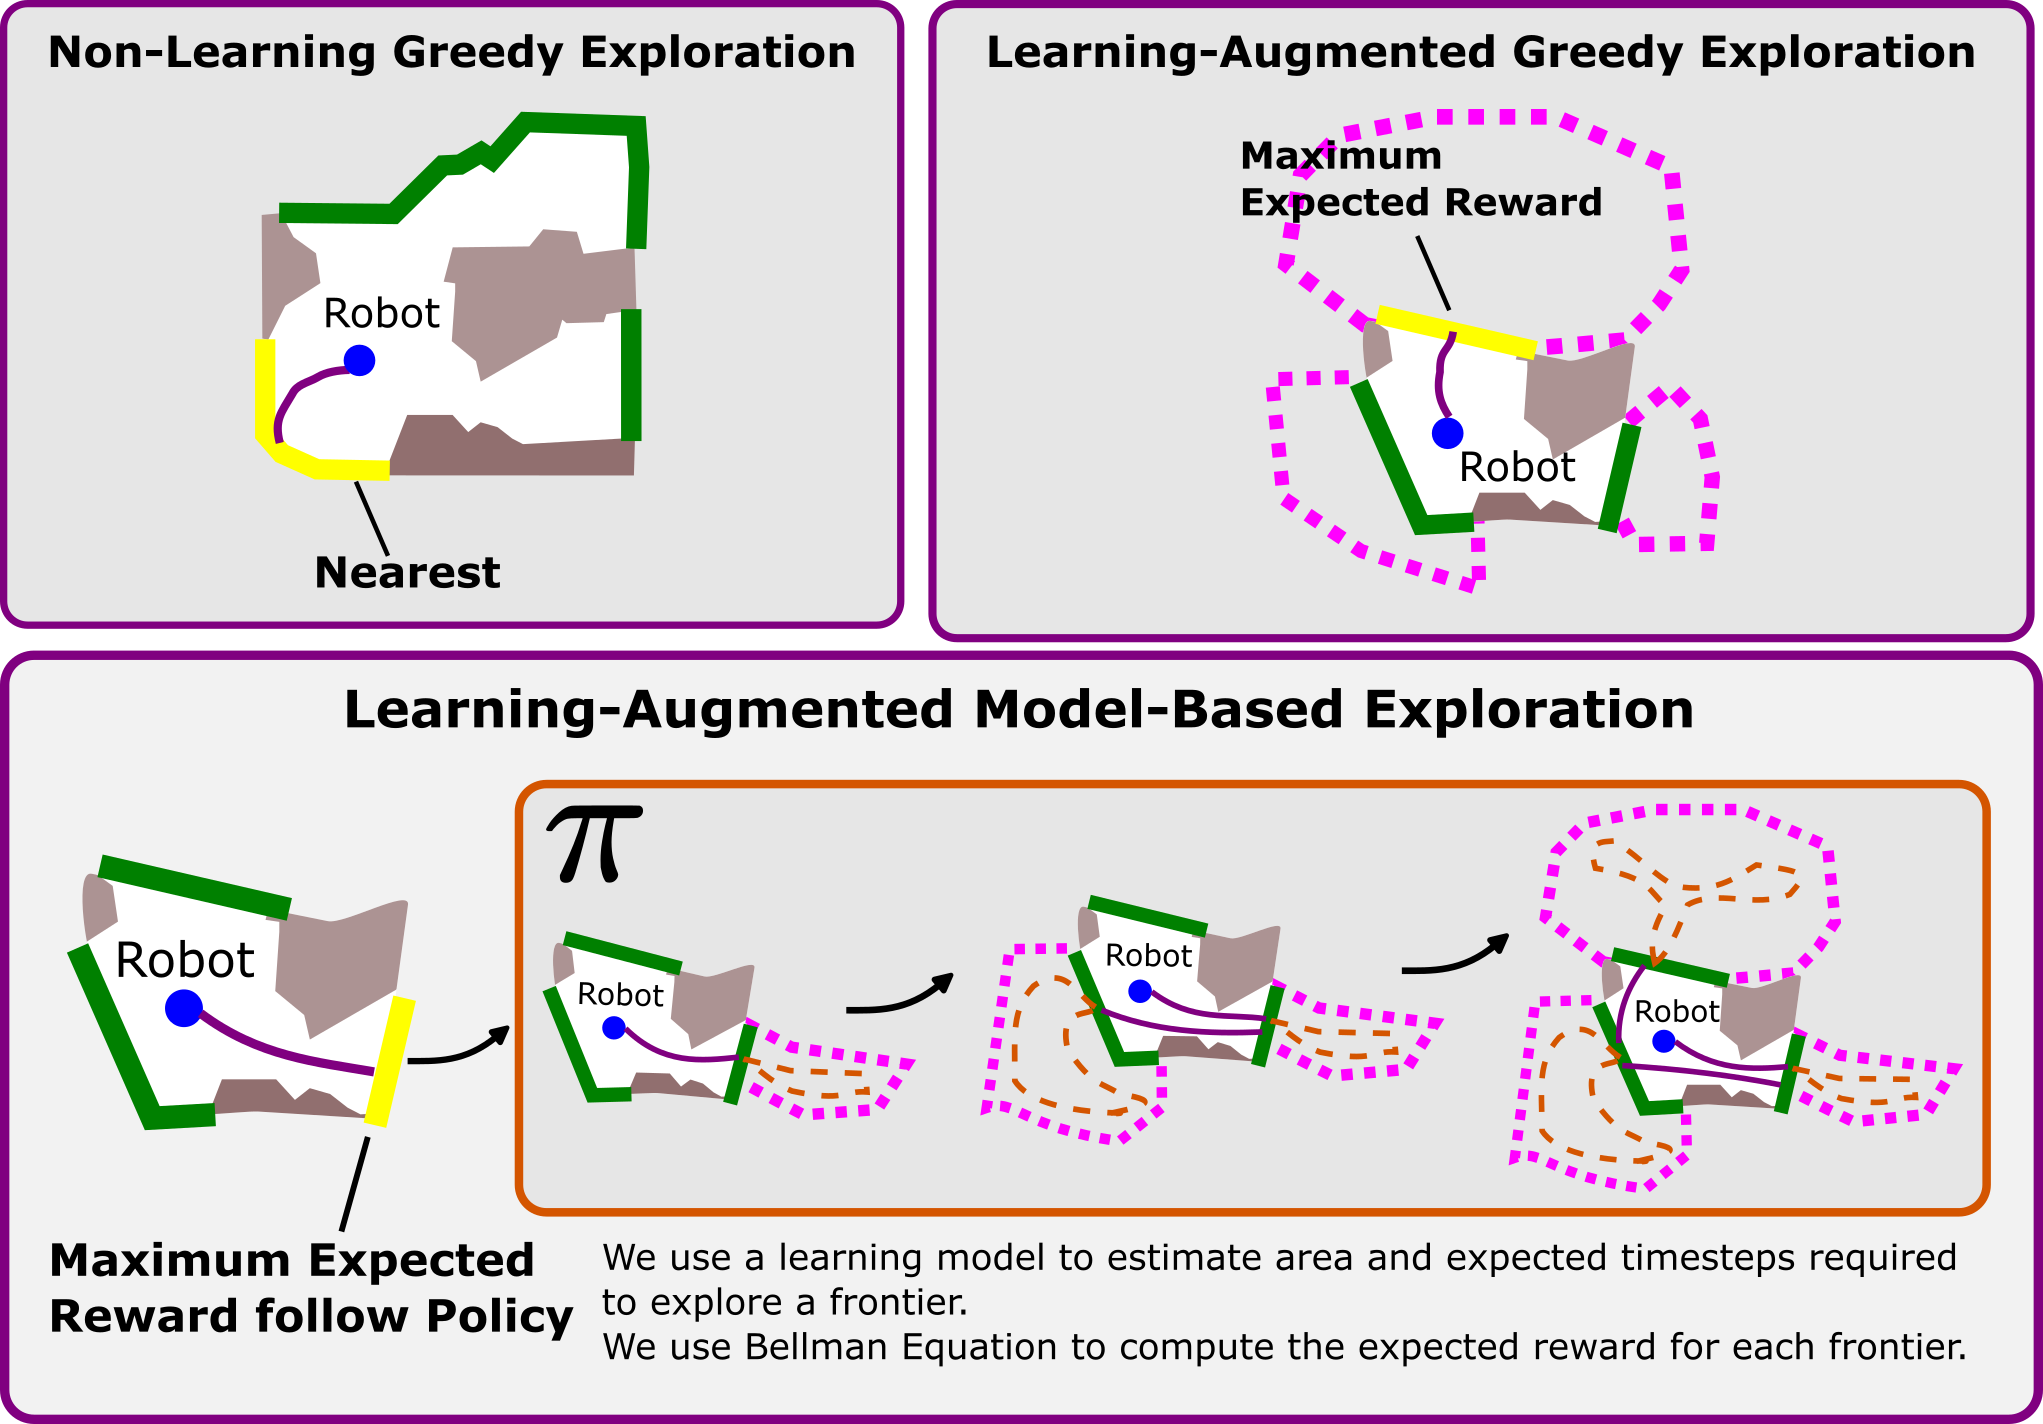 Non-Learning Greedy Exploration
Robot
Nearest
Learning-Augmented Greedy Exploration
Maximum
Expected Reward
Robot
Learning-Augmented Model-Based Exploration
π
Robot
Robot
Robot
Robot
Maximum Expected
Reward follow Policy
We use a learning model to estimate area and expected timesteps required
to explore a frontier.
We use Bellman Equation to compute the expected reward for each frontier.